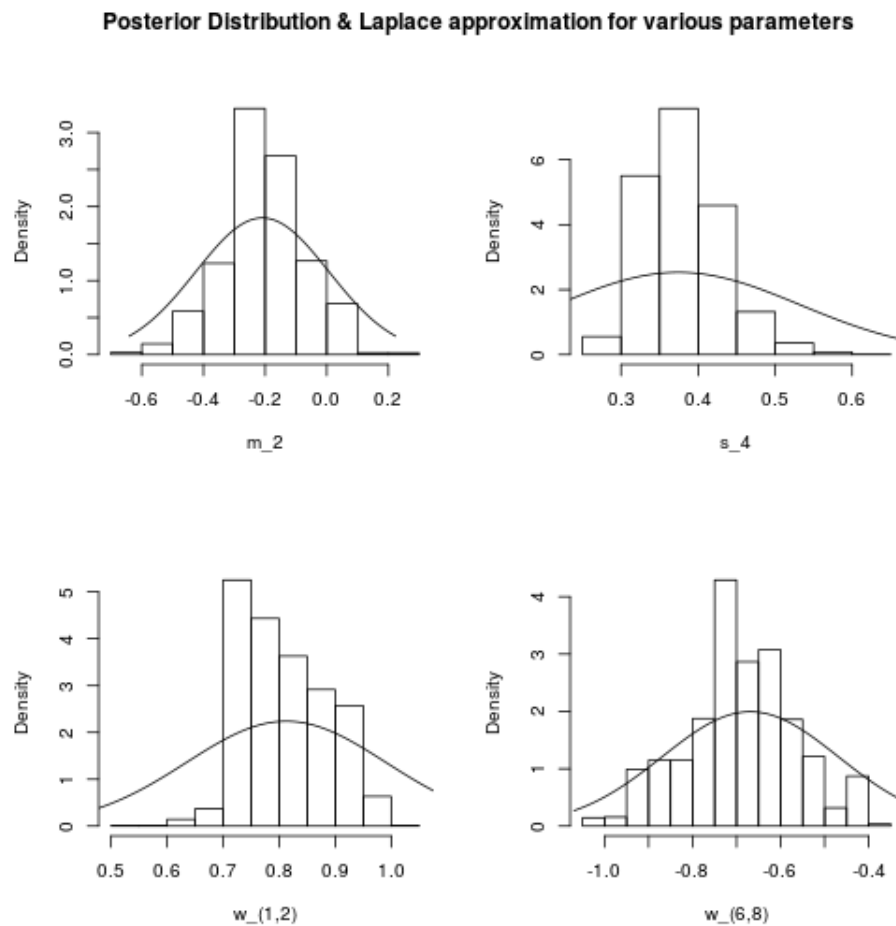 Posterior Distribution & Laplace approximation for various parameters
Density
0.0 1.0 2.0 3.0
-0.6 -0.4 -0.2 0.0 0.2
m_2
Density
0 2 4 6
0.3 0.4 0.5 0.6
s_4
Density
0 1 2 3 4 5
0.5 0.6 0.7 0.8 0.9 1.0
w_(1,2)
Density
0 1 2 3 4
-1.0 -0.8 -0.6 -0.4
w_(6,8)